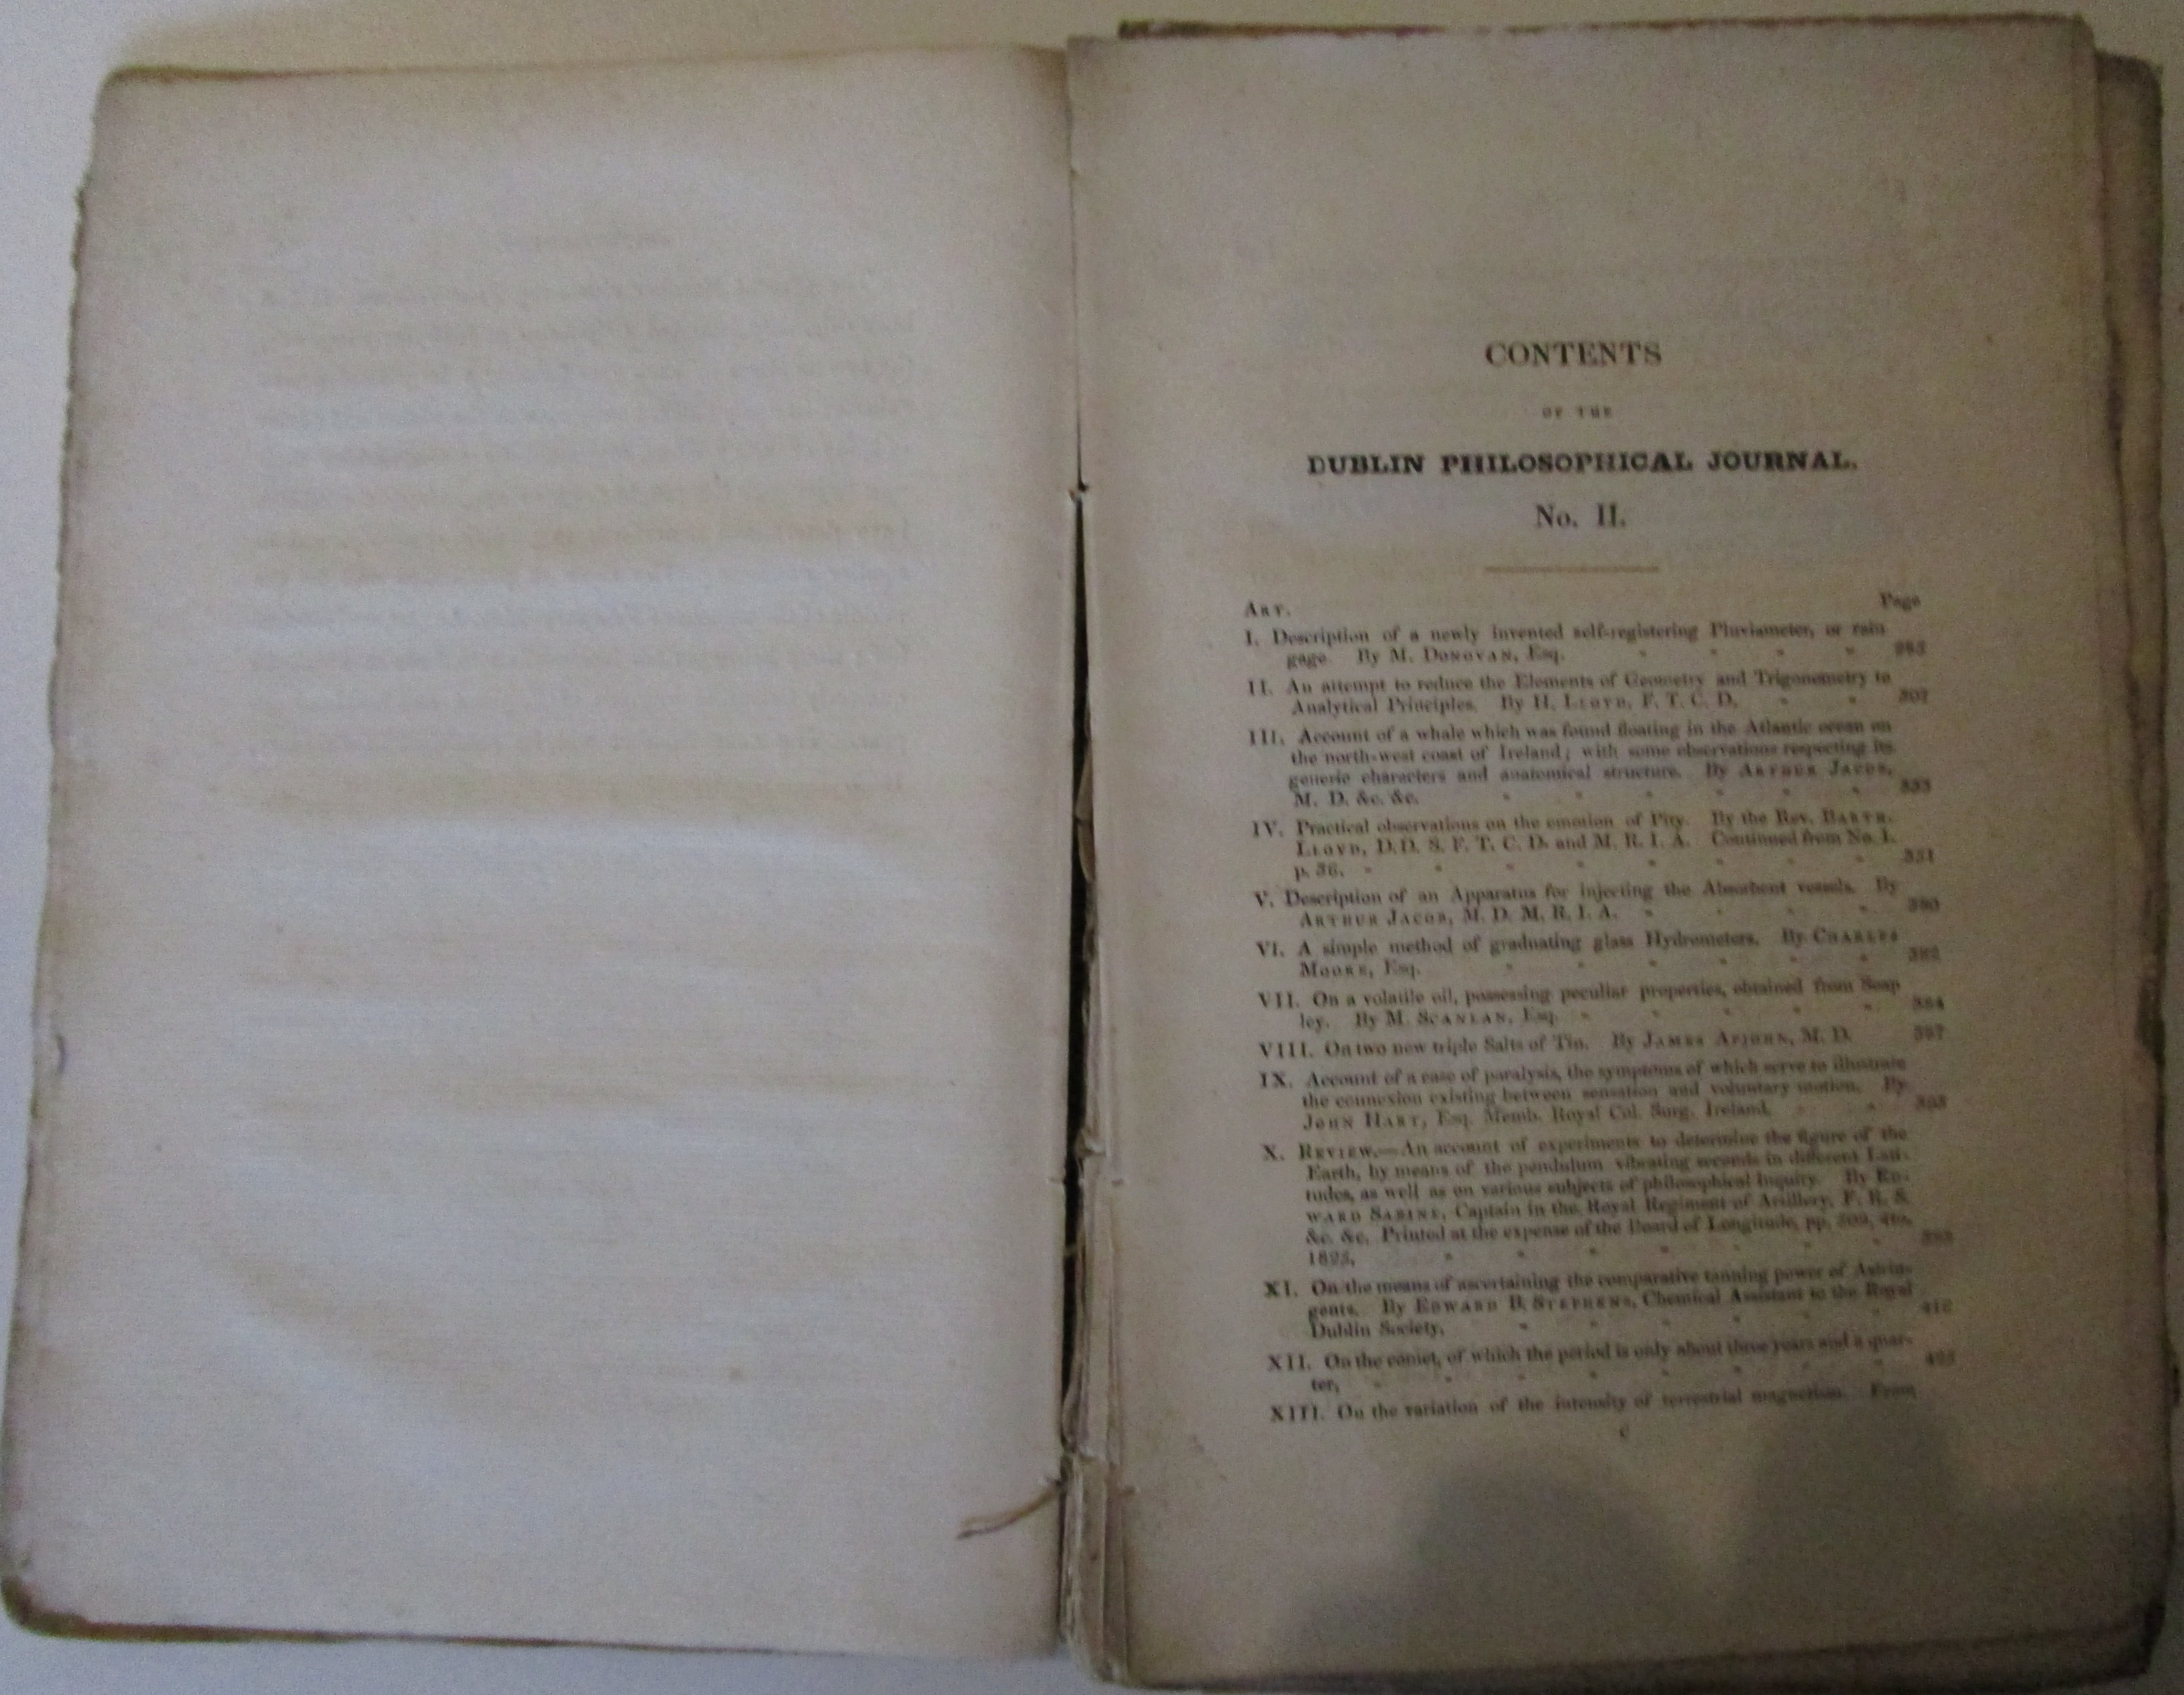 CONTENTS
OF THE
DUBLIN PHILOSOPHICAL JOURNAL.
No. II.
ART. Page
I. Description of a newly invented self-registering Pluviameter, or rain
gage. By M. DONOVAN, Esq.
II. An attempt to reduce the Elements of Geometry and Trigonometry to
Analytical Principles. By H. LLOYD, F. T. C. D. 307
III. Account of a whale which was found floating in the Atlantic ocean on
the north-west coast of Ireland; with some observations respecting its
generic characters and anatomical structure. By ARTHUR JACOB,
M. D. &c. &c.
IV. Practical observations on the emotion of Pity. By the Rev. BARTH.
LLOYD, D.D. S. F. T. C. D. and M. R. I. A. Continued from No. I.
p. 36. 351
V. Description of an Apparatus for injecting the Absorbent vessels. By
ARTHUR JACOB, M. D. M. R. I. A. 380
VI. A simple method of graduating glass Hydrometers. By CHARLES
MOORE, Esq. 382
VII. On a volatile oil, possessing peculiar properties, obtained from Soap
ley. By M. SCANLAN, Esq. 384
VIII. On two new triple Salts of Tin. By JAMES APJOHN, M. D. 387
IX. Account of a case of paralysis, the symptoms of which serve to illustrate
the connexion existing between sensation and voluntary motion. By
JOHN HART, Esq. Memb. Royal Col. Surg. Ireland,
X. REVIEW.—An account of experiments to determine the figure of the
Earth, by means of the pendulum vibrating seconds in different Lati-
tudes, as well as on various subjects of philosophical Inquiry. By ED-
WARD SABINE, Captain in the Royal Regiment of Artillery, F. R. S.
&c. &c. Printed at the expense of the Board of Longitude, pp. 509, 4to.
1825,
XI. On the means of ascertaining the comparative tanning power of Astrin-
gents. By EDWARD B. STEPHENS, Chemical Assistant to the Royal
Dublin Society,
XII. On the comet, of which the period is only about three years and a quar-
ter,
XIII. On the variation of the intensity of terrestrial magnetism. From